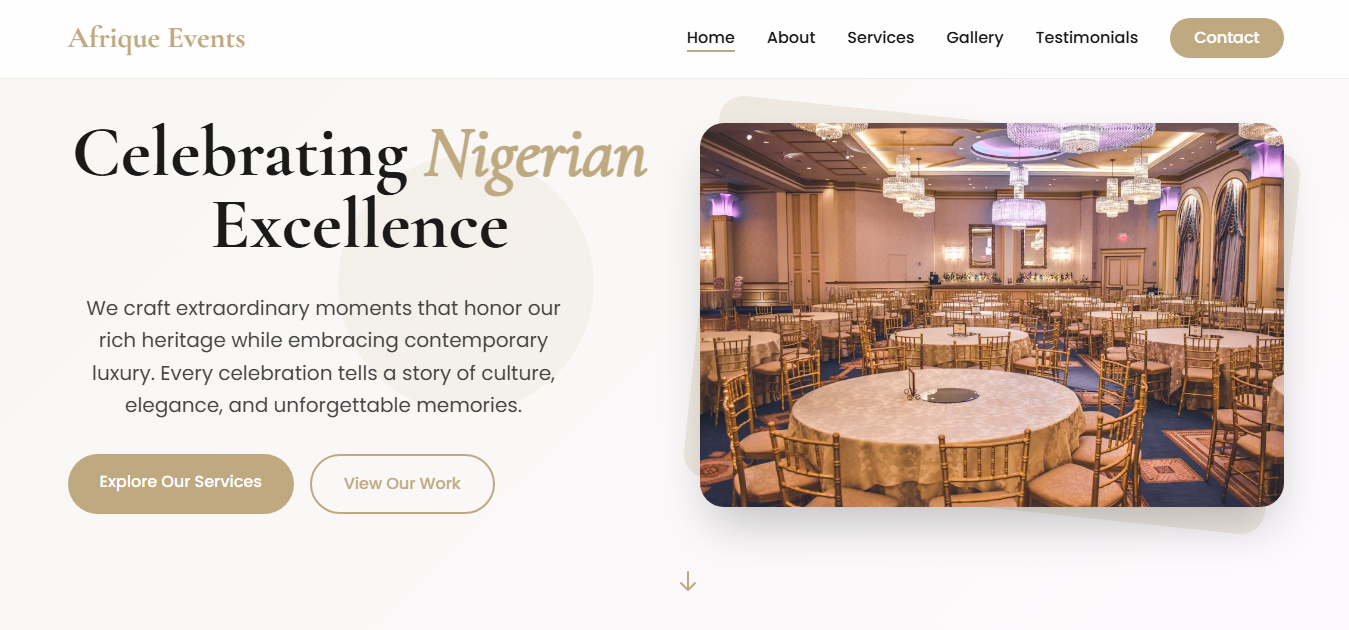 Afrique Events
Home About Services Gallery Testimonials Contact
Celebrating Nigerian
Excellence
We craft extraordinary moments that honor our
rich heritage while embracing contemporary
luxury. Every celebration tells a story of culture,
elegance, and unforgettable memories.
Explore Our Services
View Our Work